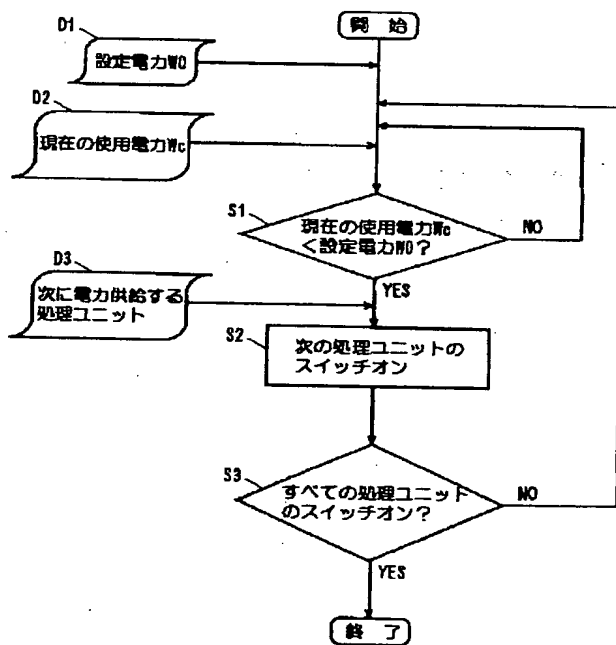 開始
D1
設定電力W0
D2
現在の使用電力Wc
S1
現在の使用電力Wc
<設定電力W0?
NO
YES
D3
次に電力供給する
処理ユニット
S2
次の処理ユニットの
スイッチオン
S3
すべての処理ユニット
のスイッチオン?
NO
YES
終了